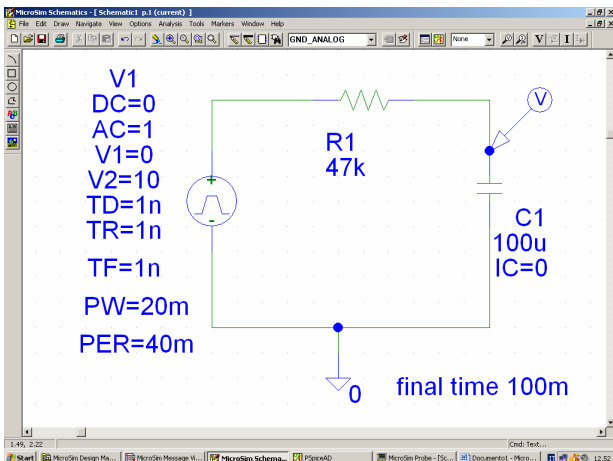 MicroSim Schematics - [ Schematic1 p.1 (current) ]
File Edit Draw Navigate View Options Analysis Tools Markers Window Help
GND_ANALOG None V I
V1
DC=0
AC=1
V1=0
V2=10
TD=1n
TR=1n
TF=1n
PW=20m
PER=40m
+
-
R1
47k
V
C1
100u
IC=0
0
final time 100m
1.49, 2.22 Cmd: Text...
Start MicroSim Design Ma... MicroSim Message Vi... MicroSim Schema... PSpiceAD MicroSim Probe - [Sc... Documento1 - Micro... 12.52